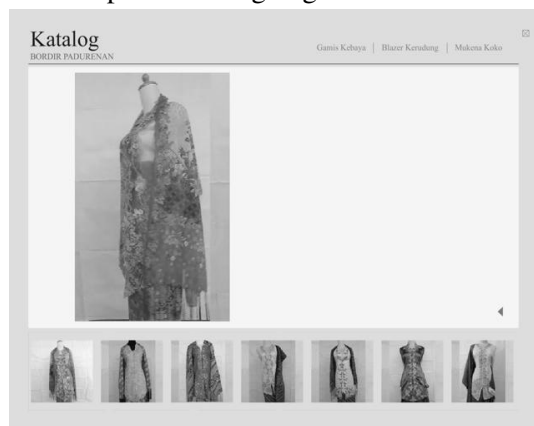 Katalog
BORDIR PADURENAN
Gamis Kebaya | Blazer Kerudung | Mukena Koko